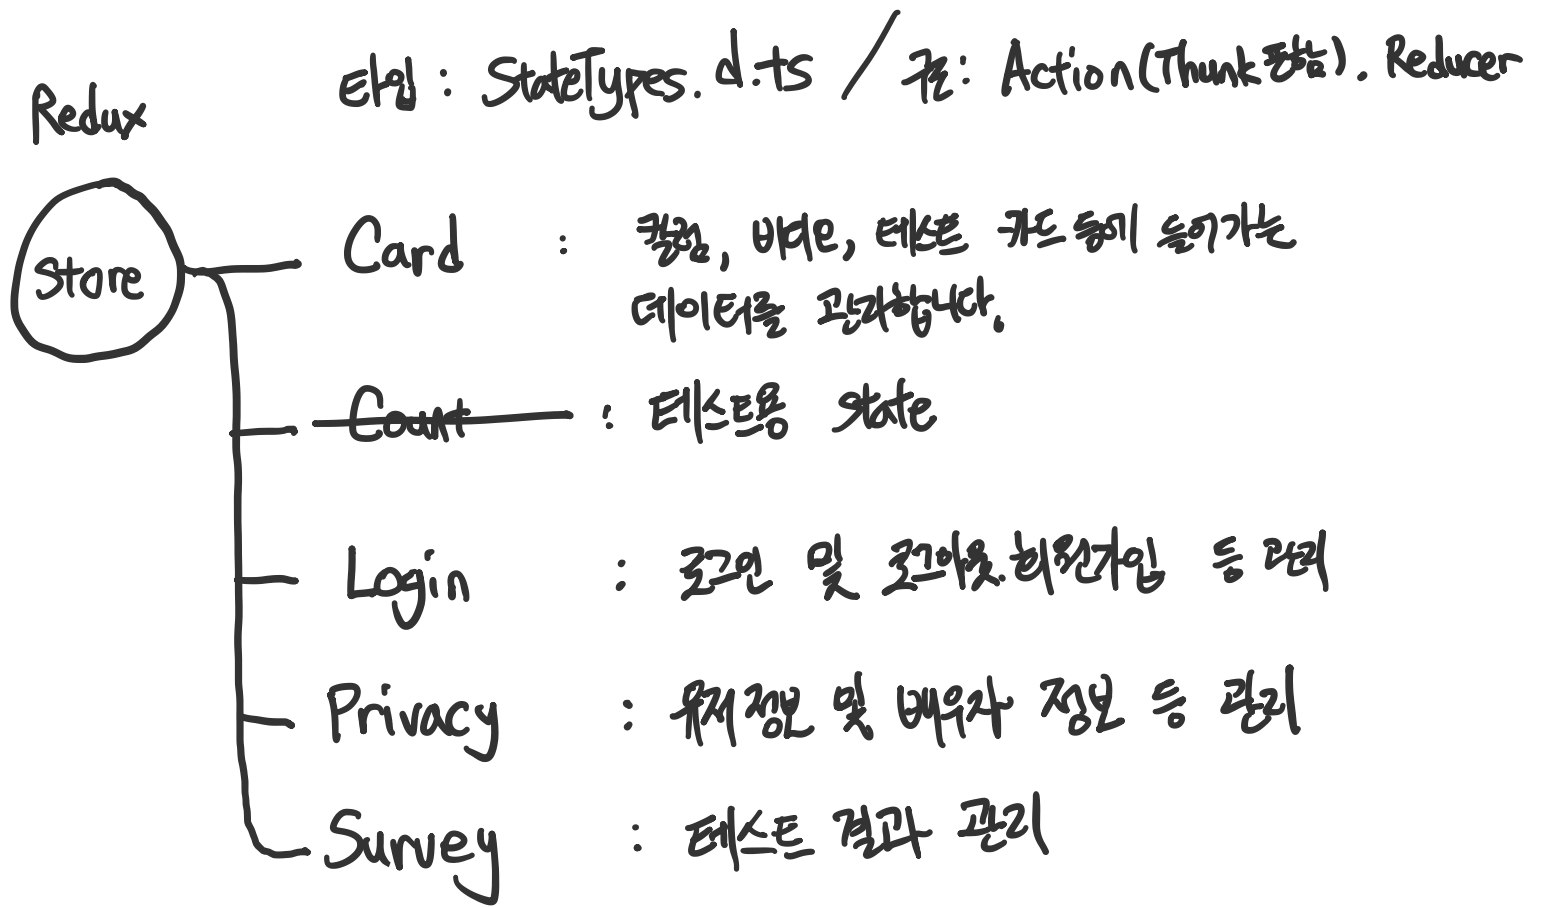 타입 : StateTypes.d.ts / 구조: Action(Thunk 포함). Reducer
Redux
Store
Card : 칼럼, 비디오, 테스트 카드 등에 들어가는
데이터를 관리합니다.
Count : 테스트용 state
Login : 로그인 및 로그아웃.회원가입 등 관리
Privacy : 유저정보 및 배우자 정보 등 관리
Survey : 테스트 결과 관리